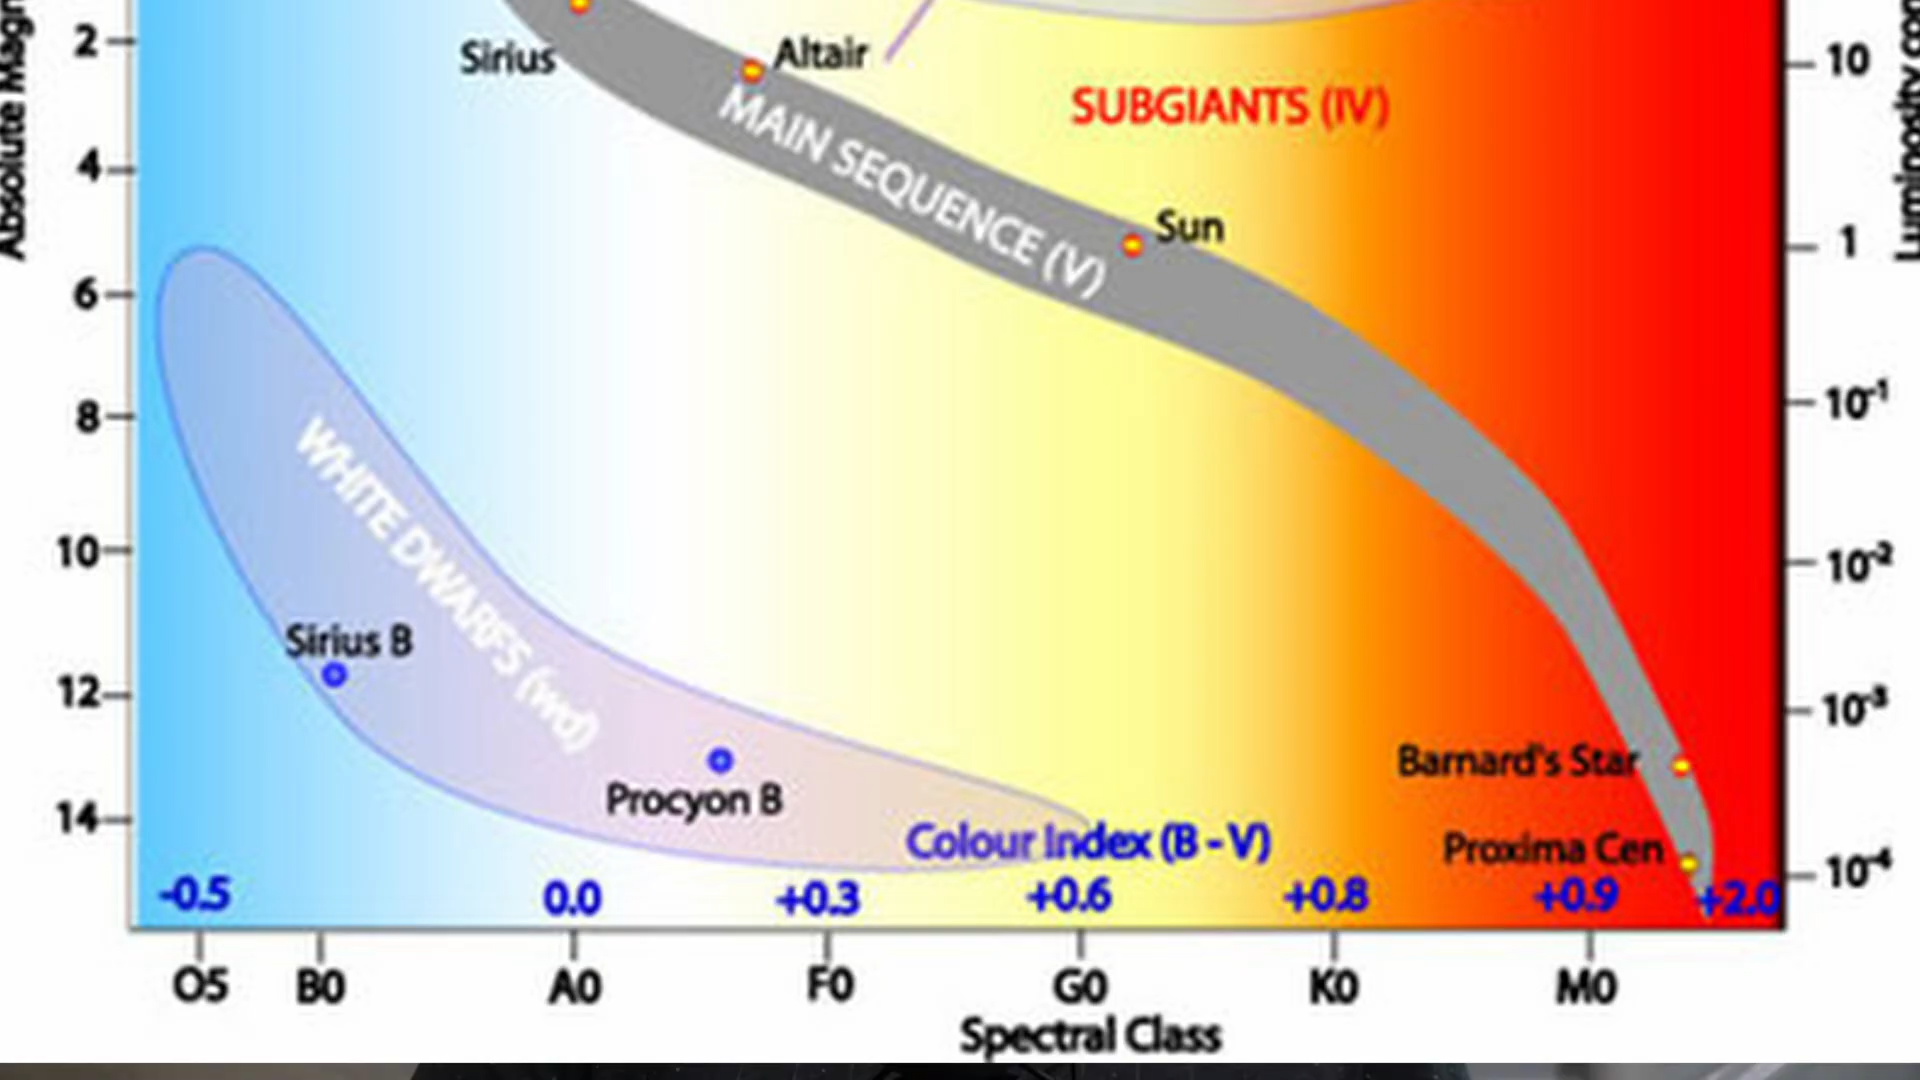 Absolute Magn
2
4
6
8
10
12
14
10
1
10-1
10-2
10-3
10-4
Luminosity com
Sirius
Altair
SUBGIANTS (IV)
MAIN SEQUENCE (V)
Sun
WHITE DWARFS (wd)
Sirius B
Procyon B
Barnard's Star
Proxima Cen
Colour Index (B - V)
-0.5 0.0 +0.3 +0.6 +0.8 +0.9 +2.0
O5 B0 A0 F0 G0 K0 M0
Spectral Class